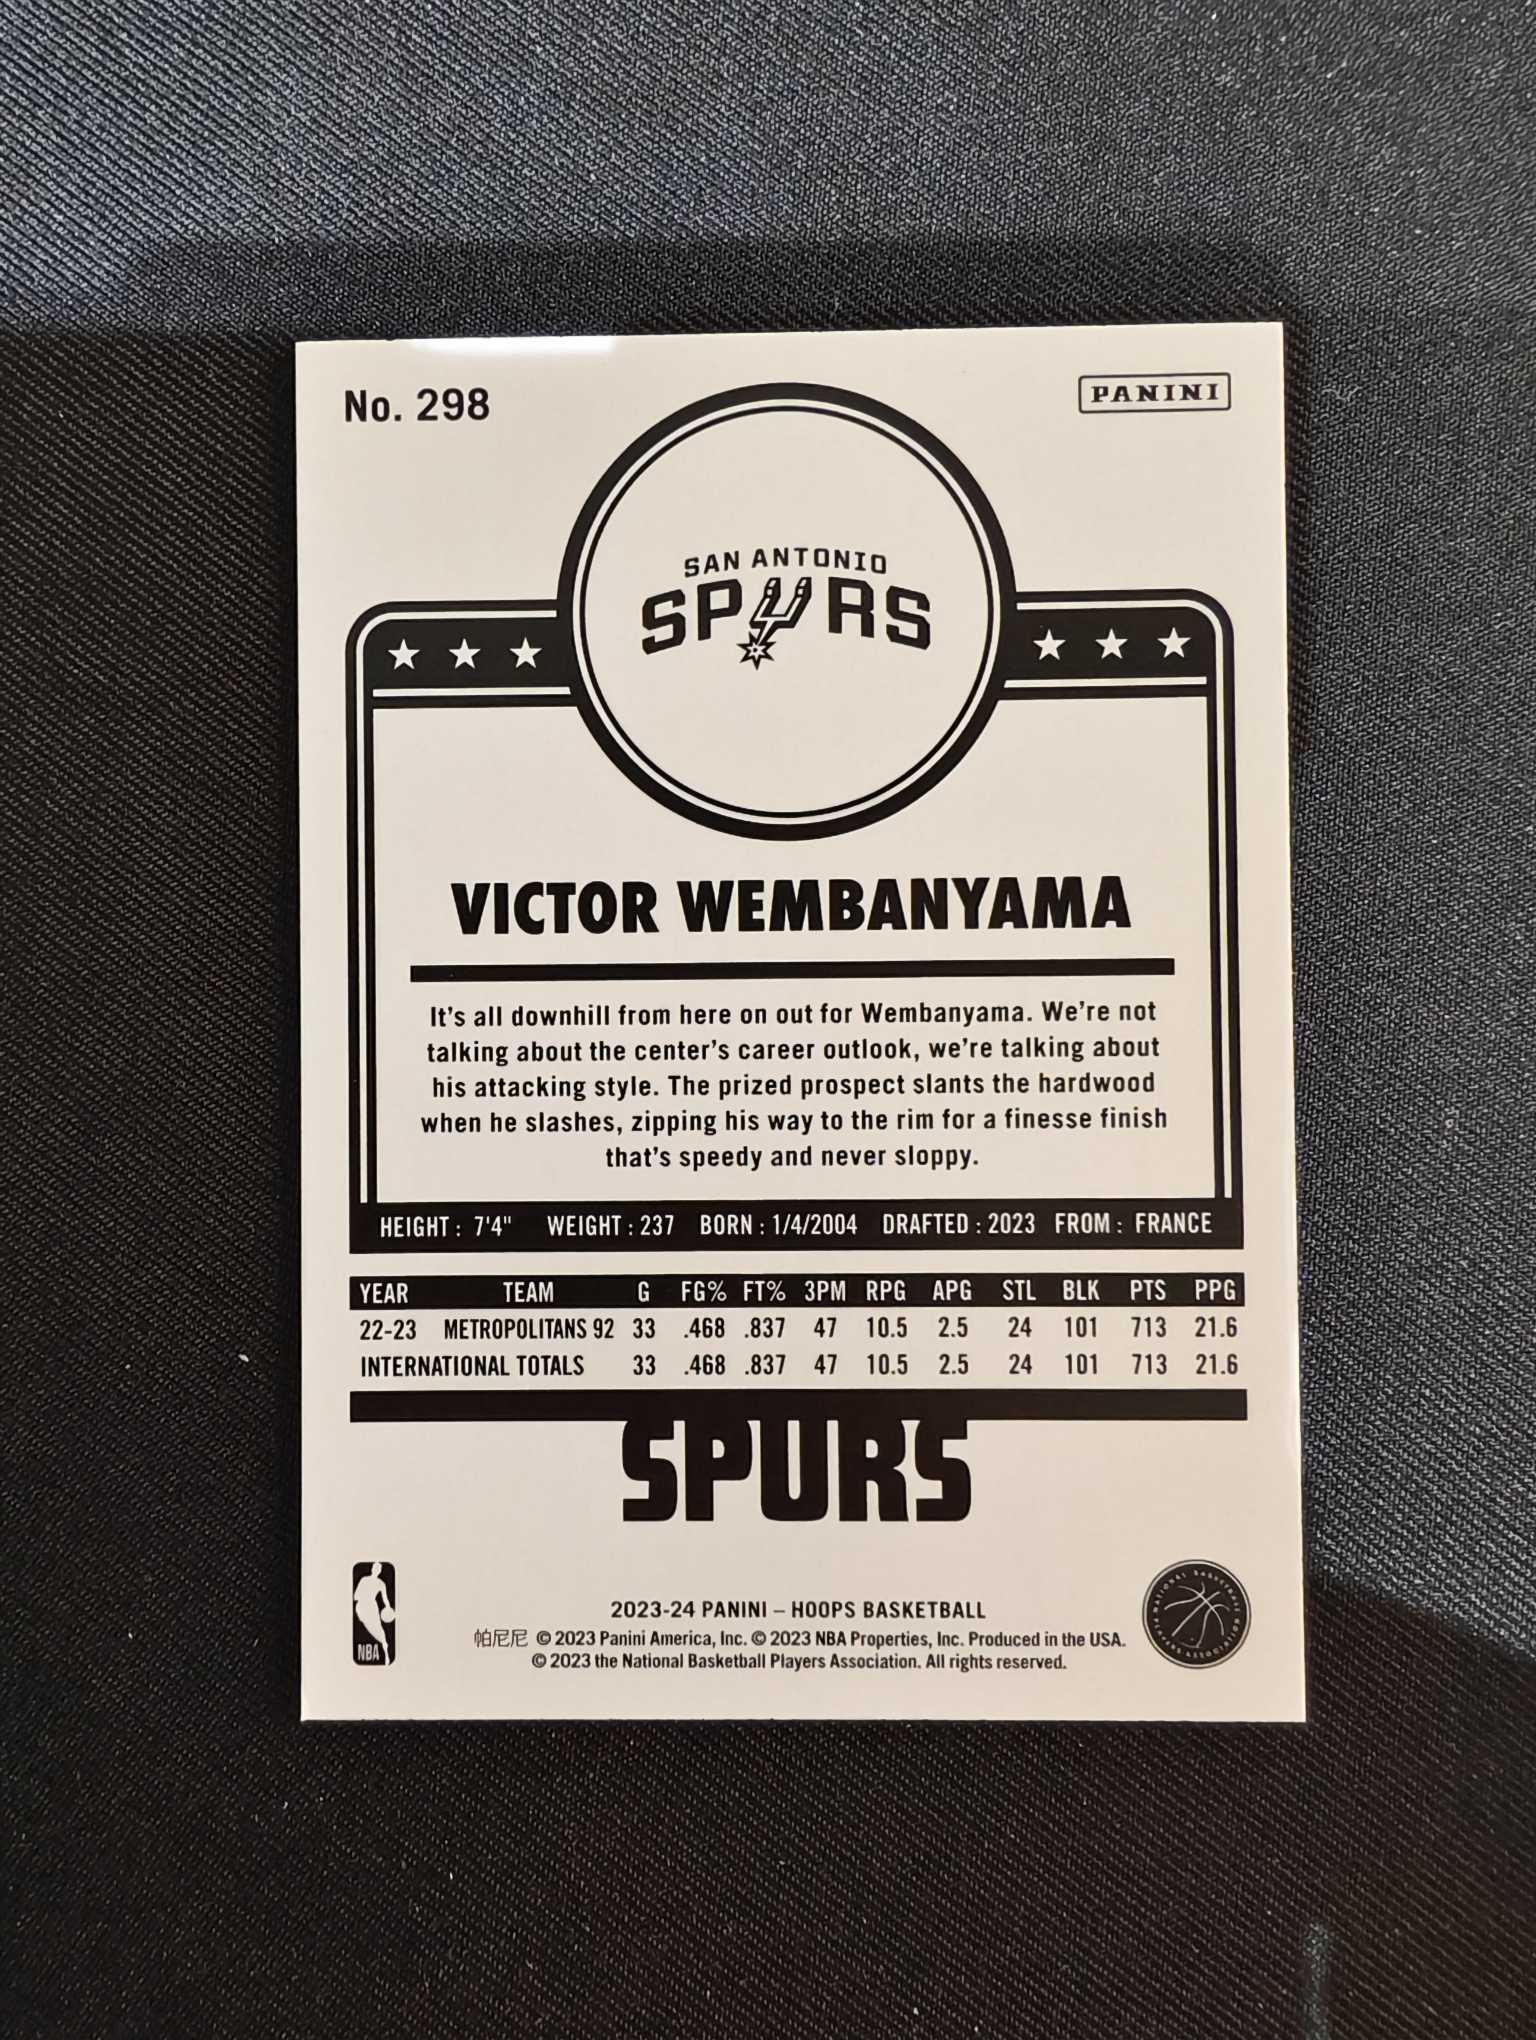 No. 298
PANINI
SAN ANTONIO
SPURS
VICTOR WEMBANYAMA
It's all downhill from here on out for Wembanyama. We're not
talking about the center's career outlook, we're talking about
his attacking style. The prized prospect slants the hardwood
when he slashes, zipping his way to the rim for a finesse finish
that's speedy and never sloppy.
HEIGHT : 7'4" WEIGHT : 237 BORN : 1/4/2004 DRAFTED : 2023 FROM : FRANCE
YEAR TEAM G FG% FT% 3PM RPG APG STL BLK PTS PPG
22-23 METROPOLITANS 92 33 .468 .837 47 10.5 2.5 24 101 713 21.6
INTERNATIONAL TOTALS 33 .468 .837 47 10.5 2.5 24 101 713 21.6
SPURS
NBA
2023-24 PANINI – HOOPS BASKETBALL
帕尼尼 © 2023 Panini America, Inc. © 2023 NBA Properties, Inc. Produced in the USA.
© 2023 the National Basketball Players Association. All rights reserved.
NATIONAL BASKETBALL PLAYERS ASSOCIATION